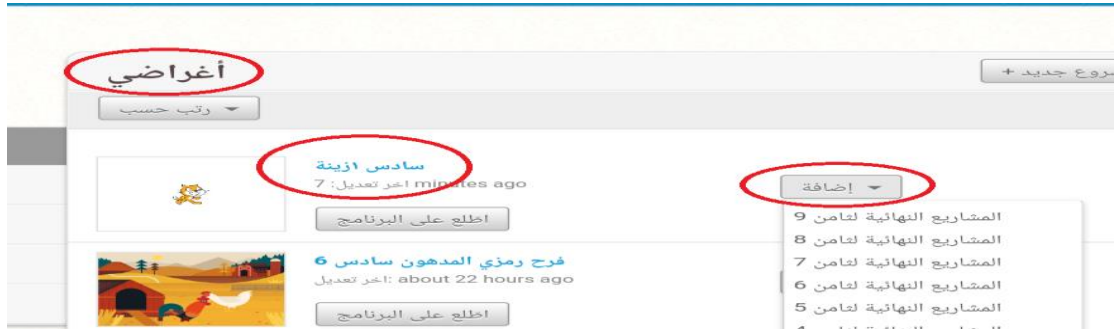 أغراضي
مشروع جديد +
رتب حسب
سادس ازينة
اخر تعديل: 7 minutes ago
اطلع على البرنامج
إضافة
المشاريع النهائية لثامن 9
المشاريع النهائية لثامن 8
المشاريع النهائية لثامن 7
المشاريع النهائية لثامن 6
المشاريع النهائية لثامن 5
فرح رمزي المدهون سادس 6
اخر تعديل: about 22 hours ago
اطلع على البرنامج